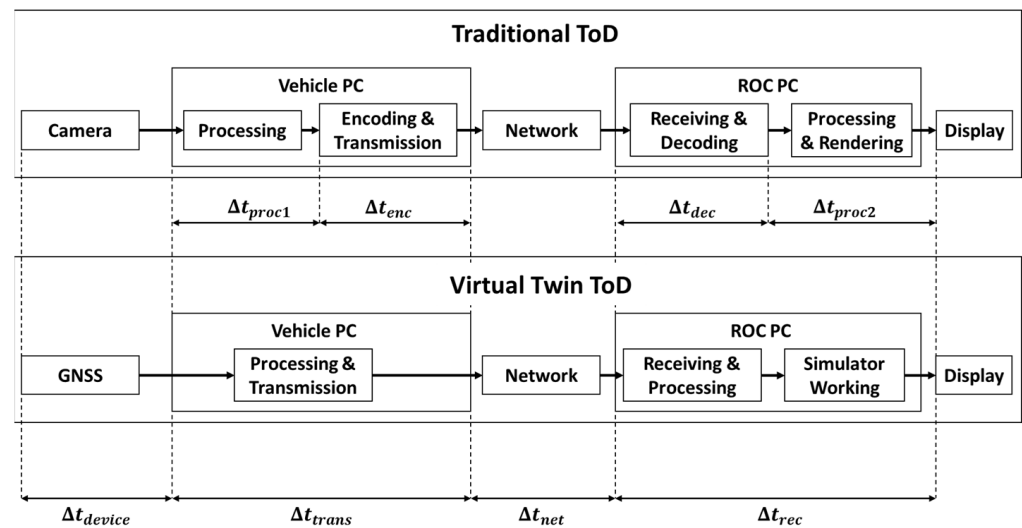 Traditional ToD
Vehicle PC
ROC PC
Camera
Processing
Encoding &
Transmission
Network
Receiving &
Decoding
Processing
& Rendering
Display
Δt_proc1
Δt_enc
Δt_dec
Δt_proc2
Virtual Twin ToD
Vehicle PC
ROC PC
GNSS
Processing &
Transmission
Network
Receiving &
Processing
Simulator
Working
Display
Δt_device
Δt_trans
Δt_net
Δt_rec